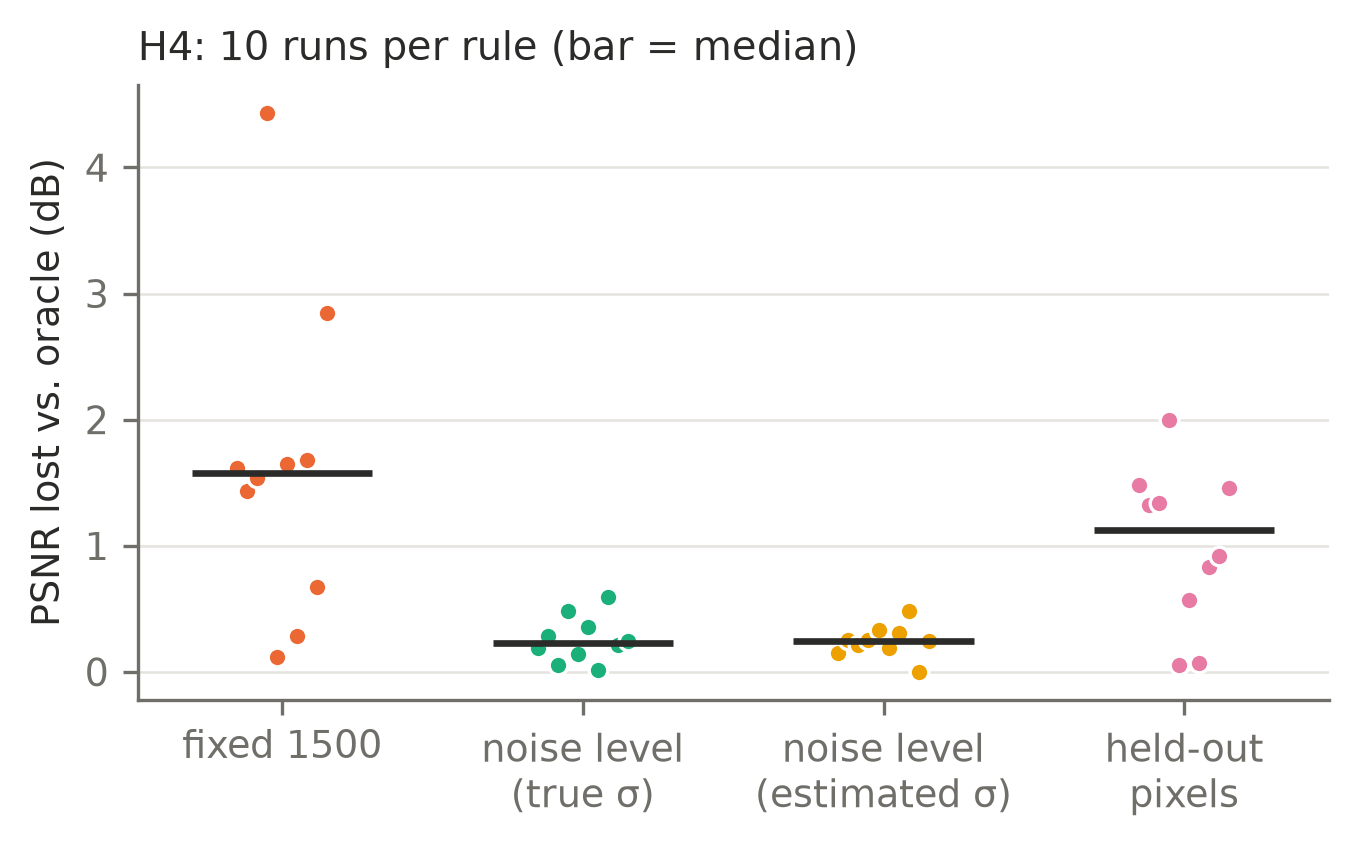 H4: 10 runs per rule (bar = median)
PSNR lost vs. oracle (dB)
4
3
2
1
0
fixed 1500
noise level
(true σ)
noise level
(estimated σ)
held-out
pixels